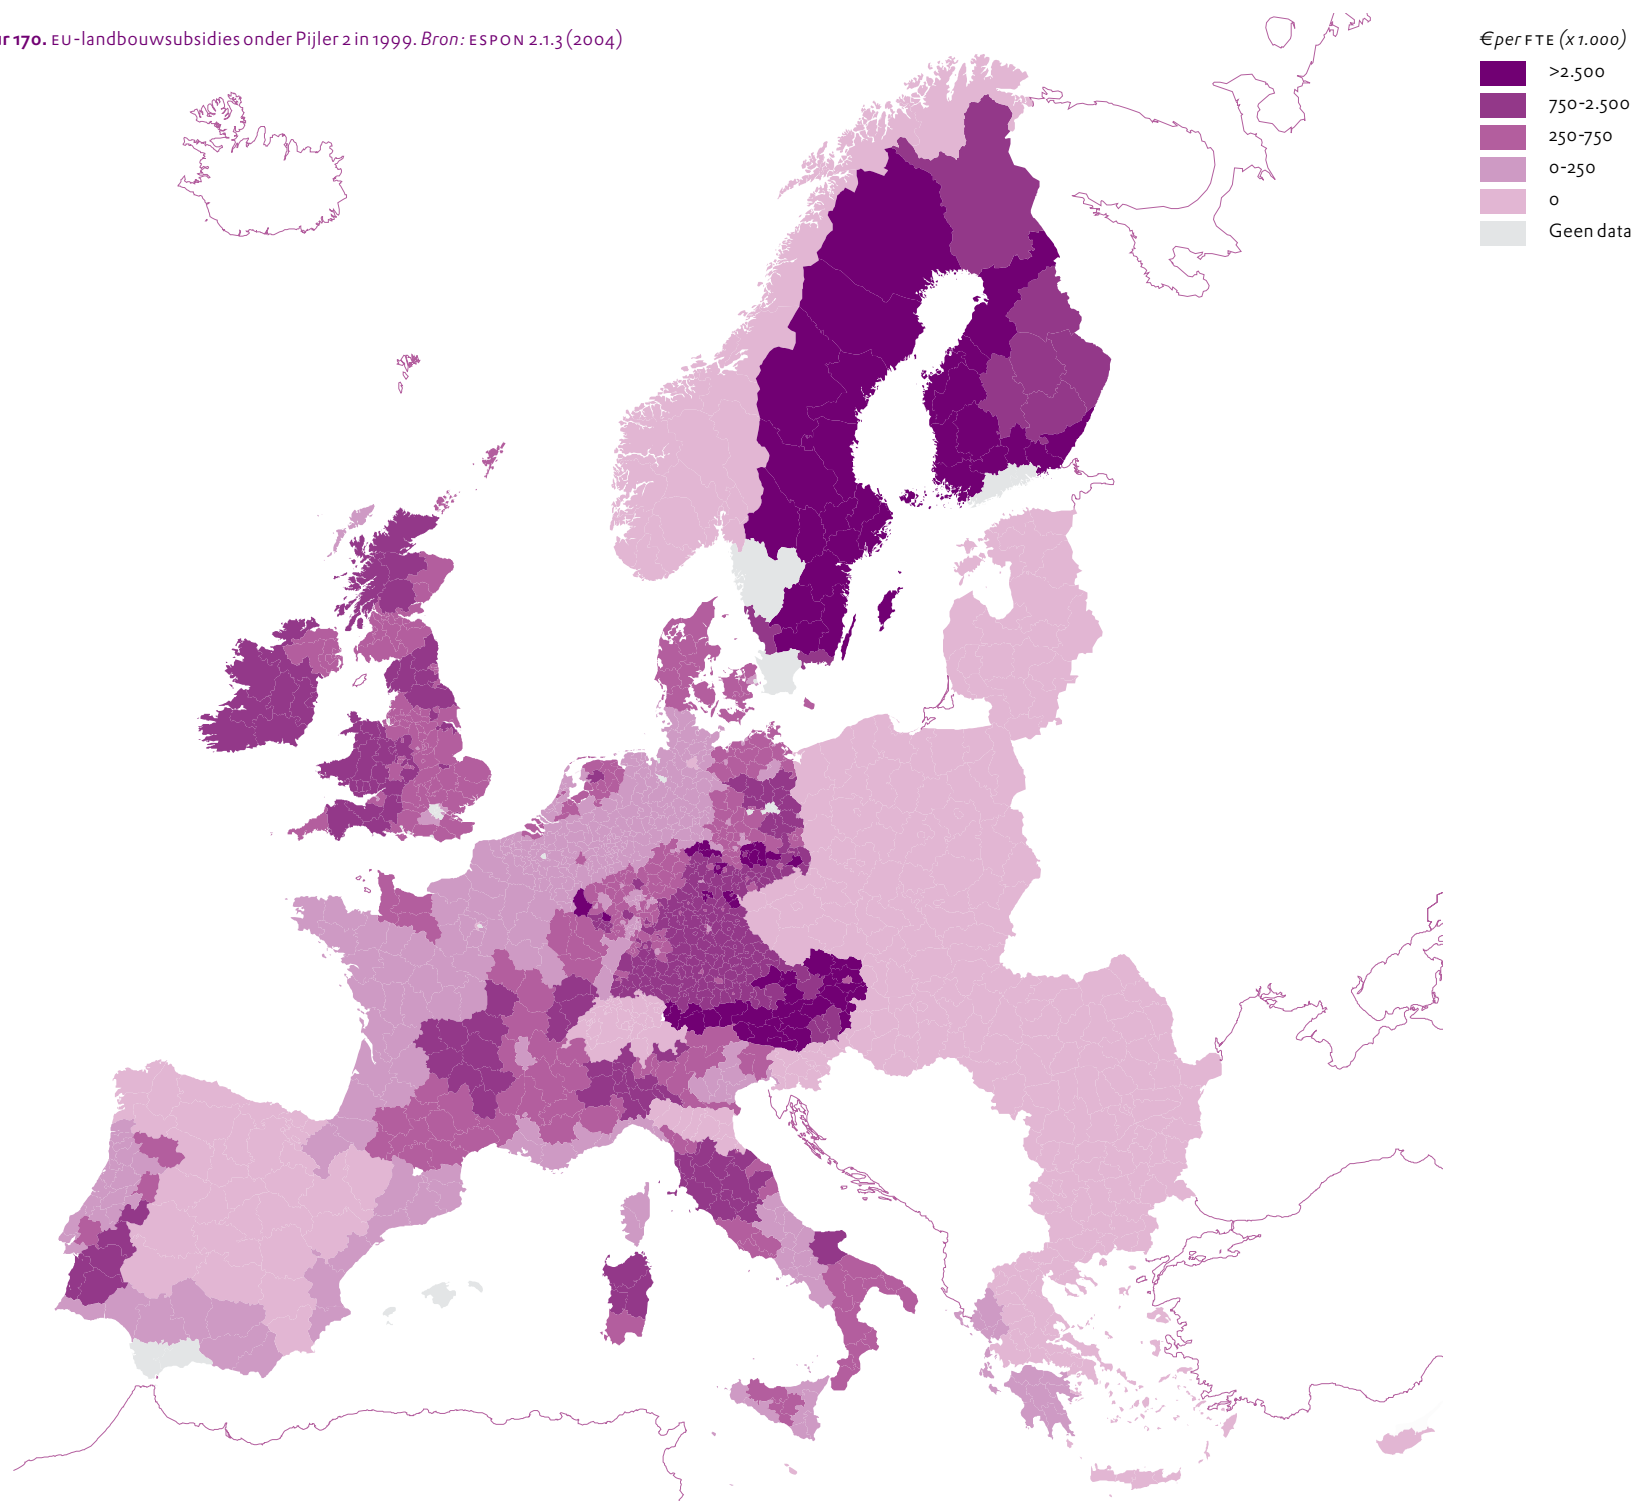 r 170. EU-landbouwsubsidies onder Pijler 2 in 1999. Bron: ESPON 2.1.3 (2004)
€ per FTE (x 1.000)
>2.500
750-2.500
250-750
0-250
0
Geen data